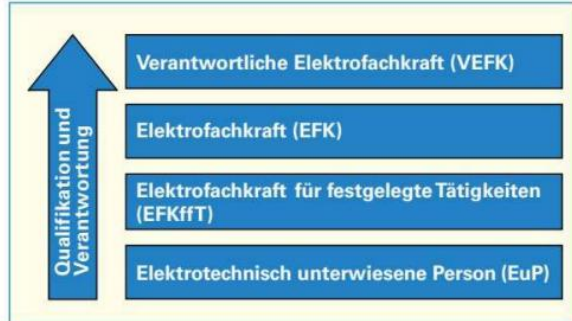 Qualifikation und
Verantwortung
Verantwortliche Elektrofachkraft (VEFK)
Elektrofachkraft (EFK)
Elektrofachkraft für festgelegte Tätigkeiten
(EFKffT)
Elektrotechnisch unterwiesene Person (EuP)